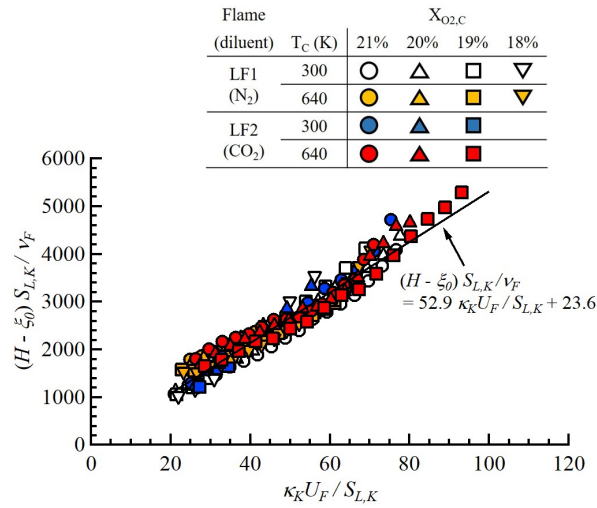 Flame X_O2,C
(diluent) T_C (K) 21% 20% 19% 18%
LF1 300
(N₂) 640
LF2 300
(CO₂) 640
6000
5000
4000
3000
2000
1000
0
(H - ξ₀) S_L,K / ν_F
(H - ξ₀) S_L,K /ν_F
= 52.9 κ_K U_F / S_L,K + 23.6
0 20 40 60 80 100 120
κ_K U_F / S_L,K